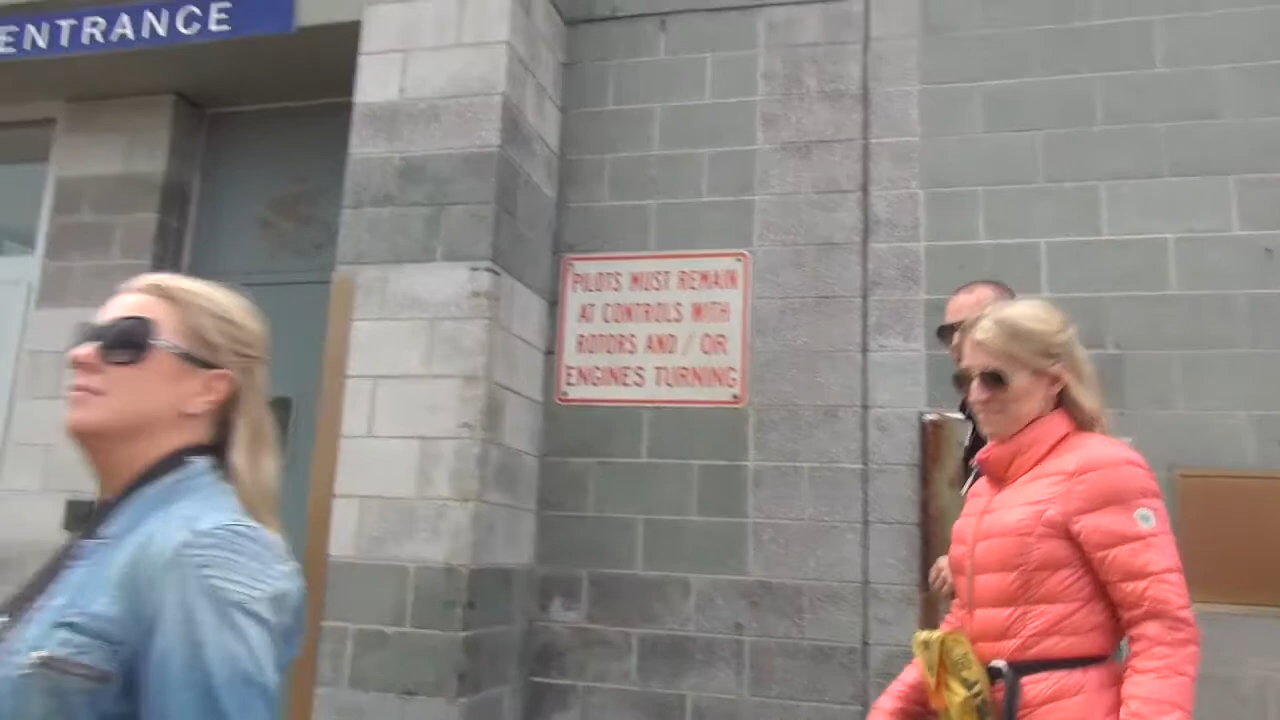 ENTRANCE
PILOTS MUST REMAIN
AT CONTROLS WITH
ROTORS AND / OR
ENGINES TURNING